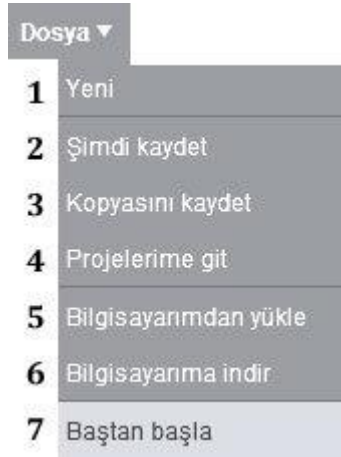 Dosya ▼
1 Yeni
2 Şimdi kaydet
3 Kopyasını kaydet
4 Projelerime git
5 Bilgisayarımdan yükle
6 Bilgisayarıma indir
7 Baştan başla